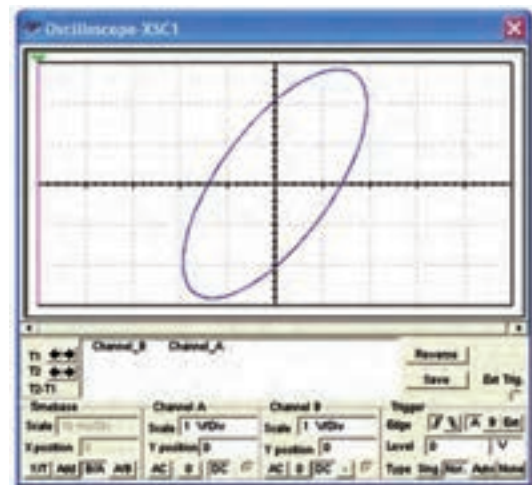 Oscilloscope-XSC1
T1
T2
T2-T1
Channel_B Channel_A
Reverse
Save
Ext Trig.
Timebase
Scale
X position
Y/T Add B/A A/B
Channel A
Scale 1 V/Div
Y position 0
AC 0 DC
Channel B
Scale 1 V/Div
Y position 0
AC 0 DC -
Trigger
Edge A B Ext
Level 0 V
Type Sing. Nor. Auto None